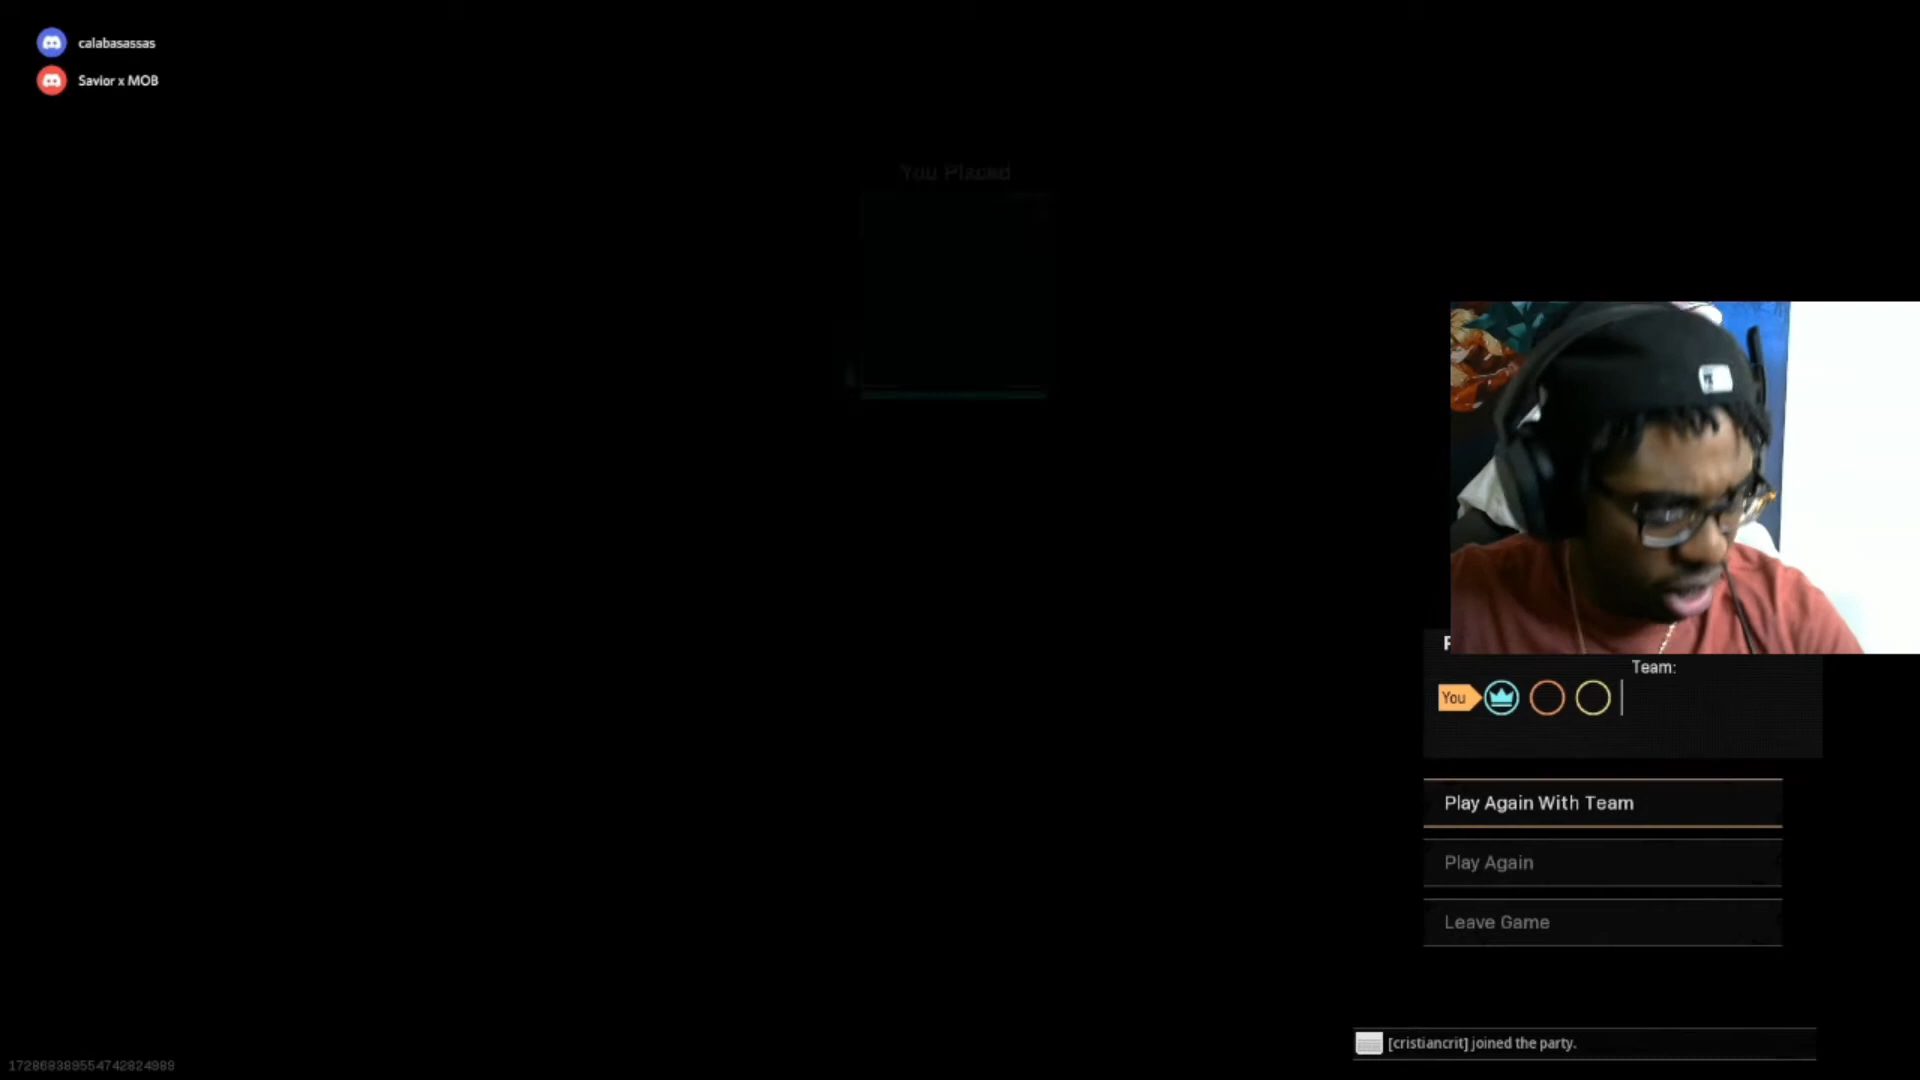 calabasassas
Savior x MOB
You Placed
Team:
You
Play Again With Team
Play Again
Leave Game
[cristiancrit] joined the party.
172868389554742824989